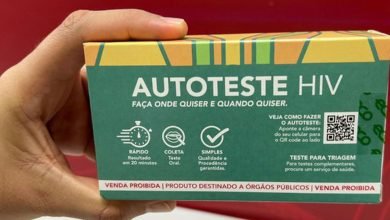 AUTOTESTE HIV
FAÇA ONDE QUISER E QUANDO QUISER.
VEJA COMO FAZER
O AUTOTESTE:
Aponte a câmera
do seu celular para
o QR code ao lado
RÁPIDO
Resultado
em 20 minutos
COLETA
Teste
Oral.
SIMPLES
Qualidade e
Procedência
garantidas.
TESTE PARA TRIAGEM
Para testes complementares,
procure um serviço de saúde.
VENDA PROIBIDA | PRODUTO DESTINADO A ÓRGÃOS PÚBLICOS | VENDA PROIBIDA